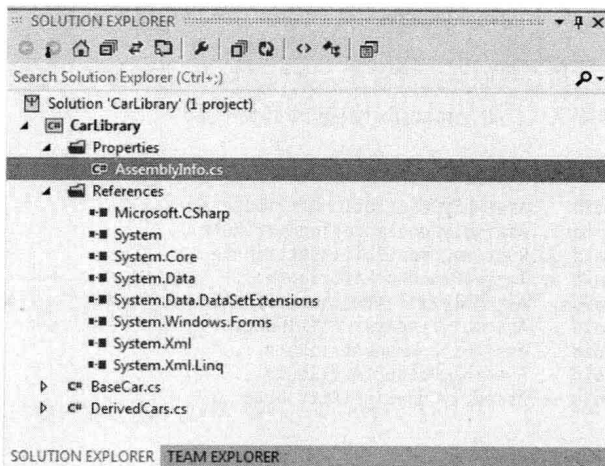 SOLUTION EXPLORER
Search Solution Explorer (Ctrl+;)
Solution 'CarLibrary' (1 project)
C# CarLibrary
Properties
C# AssemblyInfo.cs
References
Microsoft.CSharp
System
System.Core
System.Data
System.Data.DataSetExtensions
System.Windows.Forms
System.Xml
System.Xml.Linq
C# BaseCar.cs
C# DerivedCars.cs
SOLUTION EXPLORER TEAM EXPLORER